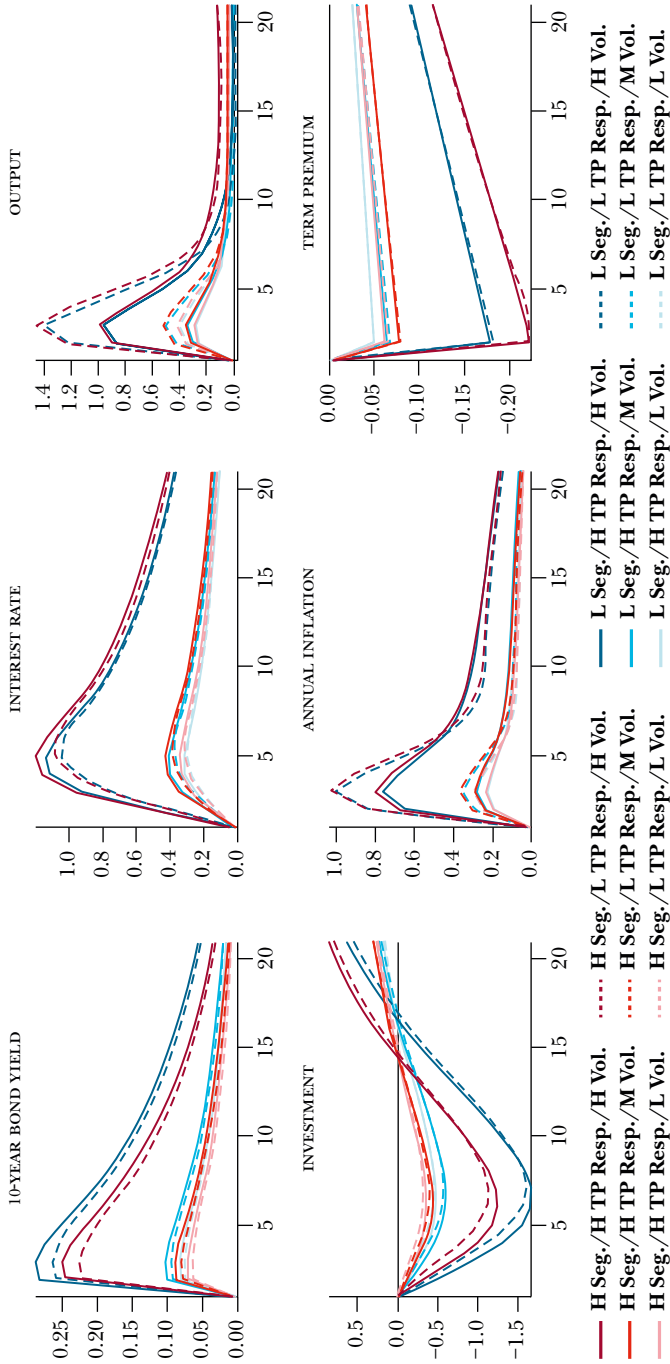 10-YEAR BOND YIELD
0.25
0.20
0.15
0.10
0.05
0.00
5 10 15 20
INTEREST RATE
1.0
0.8
0.6
0.4
0.2
0.0
5 10 15 20
OUTPUT
1.4
1.2
1.0
0.8
0.6
0.4
0.2
0.0
5 10 15 20
INVESTMENT
0.5
0.0
−0.5
−1.0
−1.5
5 10 15 20
ANNUAL INFLATION
1.0
0.8
0.6
0.4
0.2
0.0
5 10 15 20
TERM PREMIUM
0.00
−0.05
−0.10
−0.15
−0.20
5 10 15 20
H Seg./H TP Resp./H Vol. H Seg./L TP Resp./H Vol. L Seg./H TP Resp./H Vol. L Seg./L TP Resp./H Vol.
H Seg./H TP Resp./M Vol. H Seg./L TP Resp./M Vol. L Seg./H TP Resp./M Vol. L Seg./L TP Resp./M Vol.
H Seg./H TP Resp./L Vol. H Seg./L TP Resp./L Vol. L Seg./H TP Resp./L Vol. L Seg./L TP Resp./L Vol.